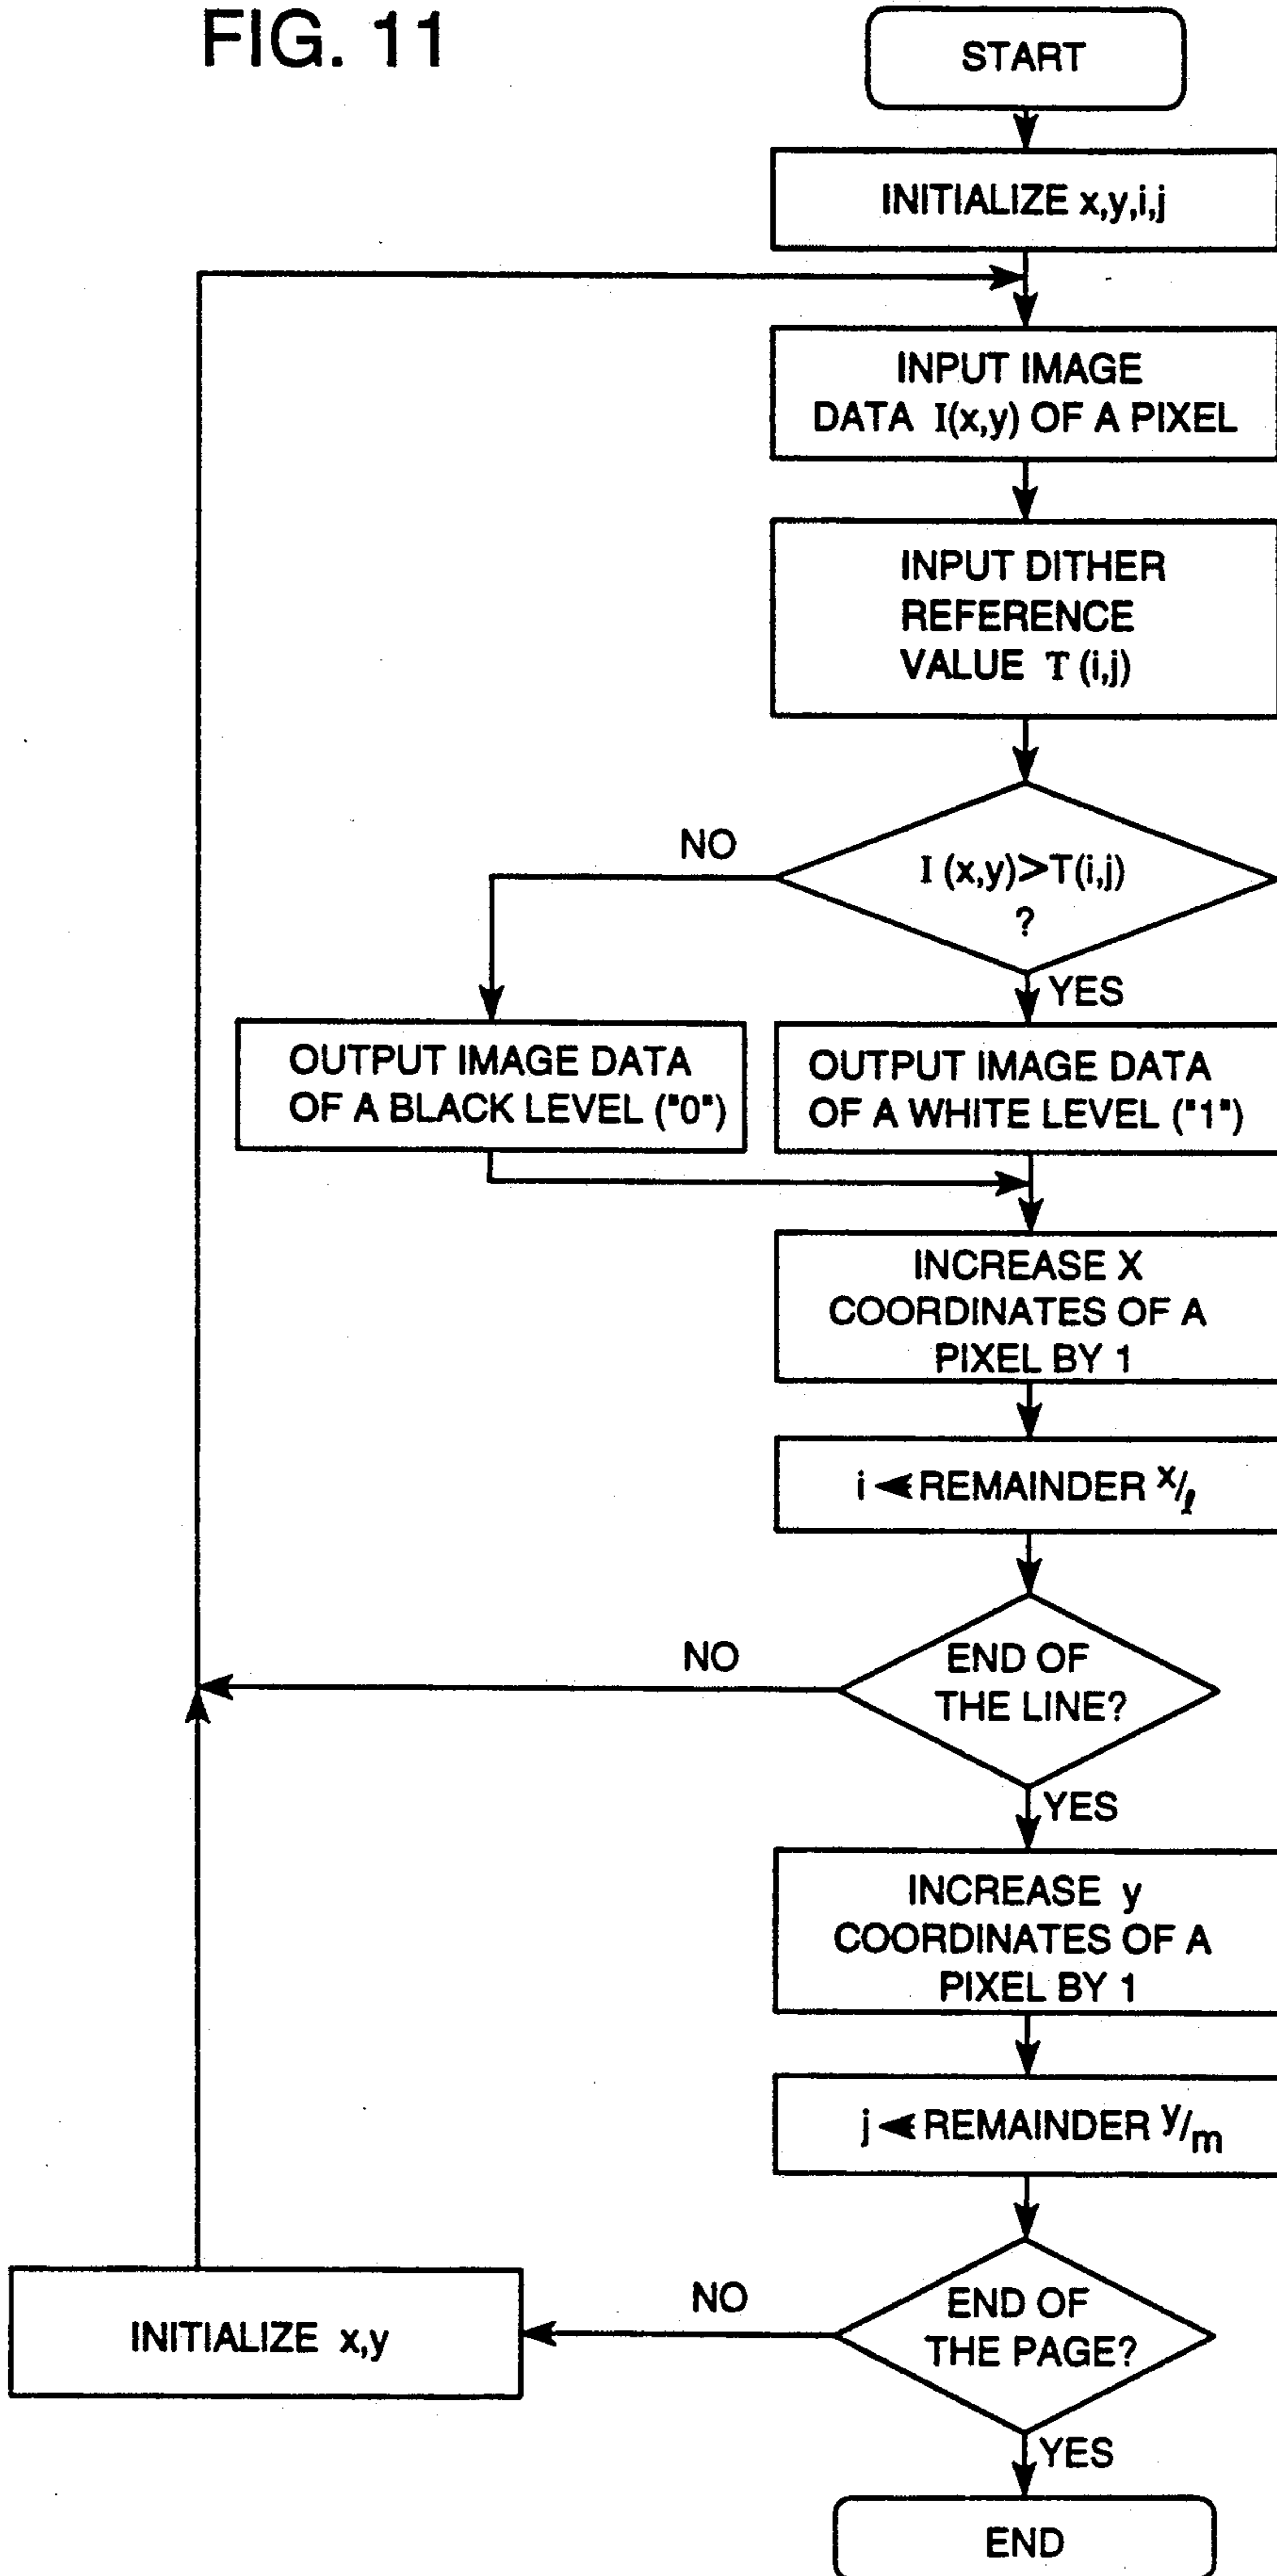 FIG. 11
START
INITIALIZE x,y,i,j
INPUT IMAGE
DATA I(x,y) OF A PIXEL
INPUT DITHER
REFERENCE
VALUE T (i,j)
NO
I (x,y)>T(i,j)
?
YES
OUTPUT IMAGE DATA
OF A BLACK LEVEL ("0")
OUTPUT IMAGE DATA
OF A WHITE LEVEL ("1")
INCREASE X
COORDINATES OF A
PIXEL BY 1
i ◄ REMAINDER x/ℓ
NO
END OF
THE LINE?
YES
INCREASE y
COORDINATES OF A
PIXEL BY 1
j ◄ REMAINDER y/m
INITIALIZE x,y
NO
END OF
THE PAGE?
YES
END